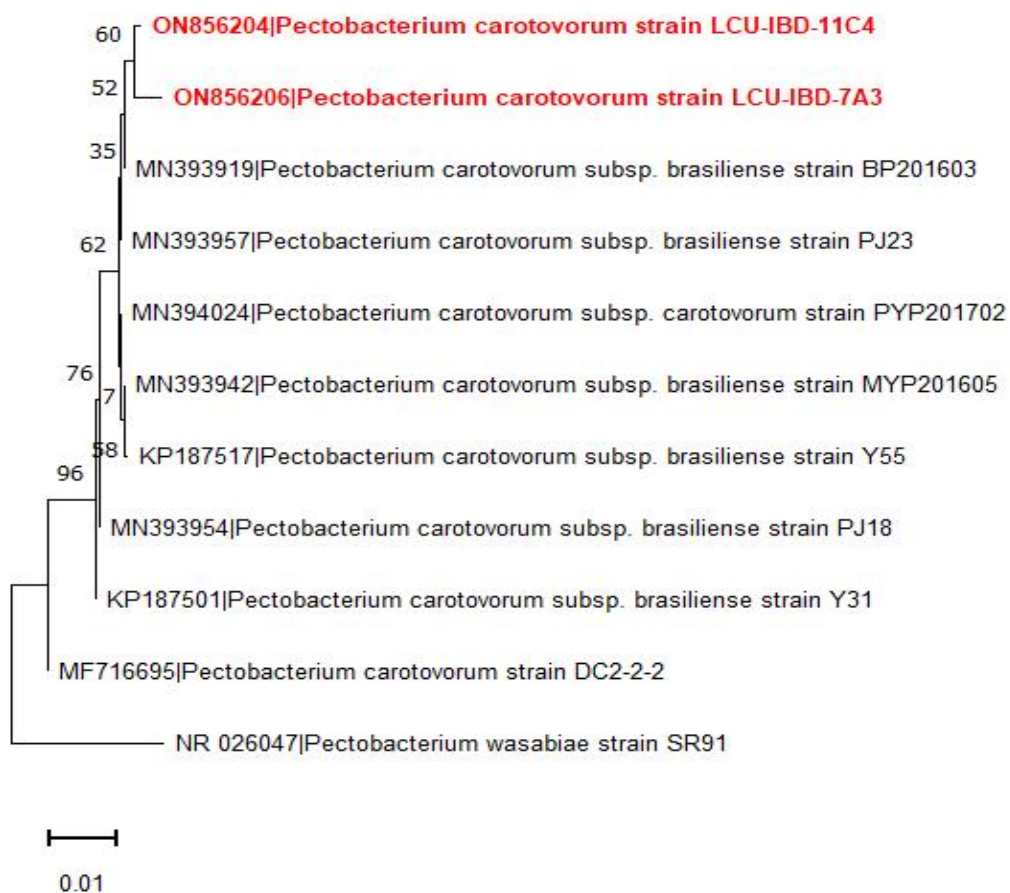 60
ON856204|Pectobacterium carotovorum strain LCU-IBD-11C4
52
ON856206|Pectobacterium carotovorum strain LCU-IBD-7A3
35
MN393919|Pectobacterium carotovorum subsp. brasiliense strain BP201603
62
MN393957|Pectobacterium carotovorum subsp. brasiliense strain PJ23
MN394024|Pectobacterium carotovorum subsp. carotovorum strain PYP201702
76
7
MN393942|Pectobacterium carotovorum subsp. brasiliense strain MYP201605
58
KP187517|Pectobacterium carotovorum subsp. brasiliense strain Y55
96
MN393954|Pectobacterium carotovorum subsp. brasiliense strain PJ18
KP187501|Pectobacterium carotovorum subsp. brasiliense strain Y31
MF716695|Pectobacterium carotovorum strain DC2-2-2
NR 026047|Pectobacterium wasabiae strain SR91
0.01